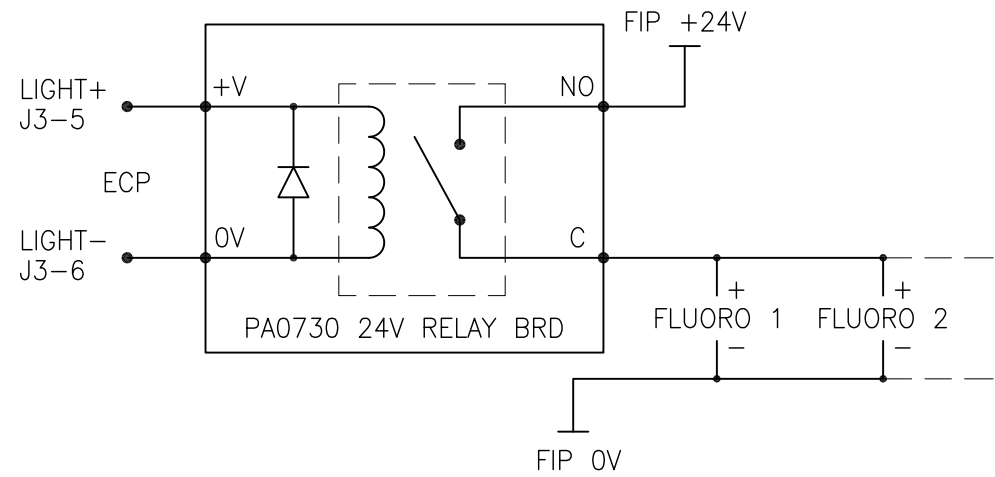 FIP +24V
LIGHT+
J3-5
+V
NO
ECP
LIGHT-
J3-6
0V
C
+
+
FLUORO 1
FLUORO 2
-
-
PA0730 24V RELAY BRD
FIP 0V